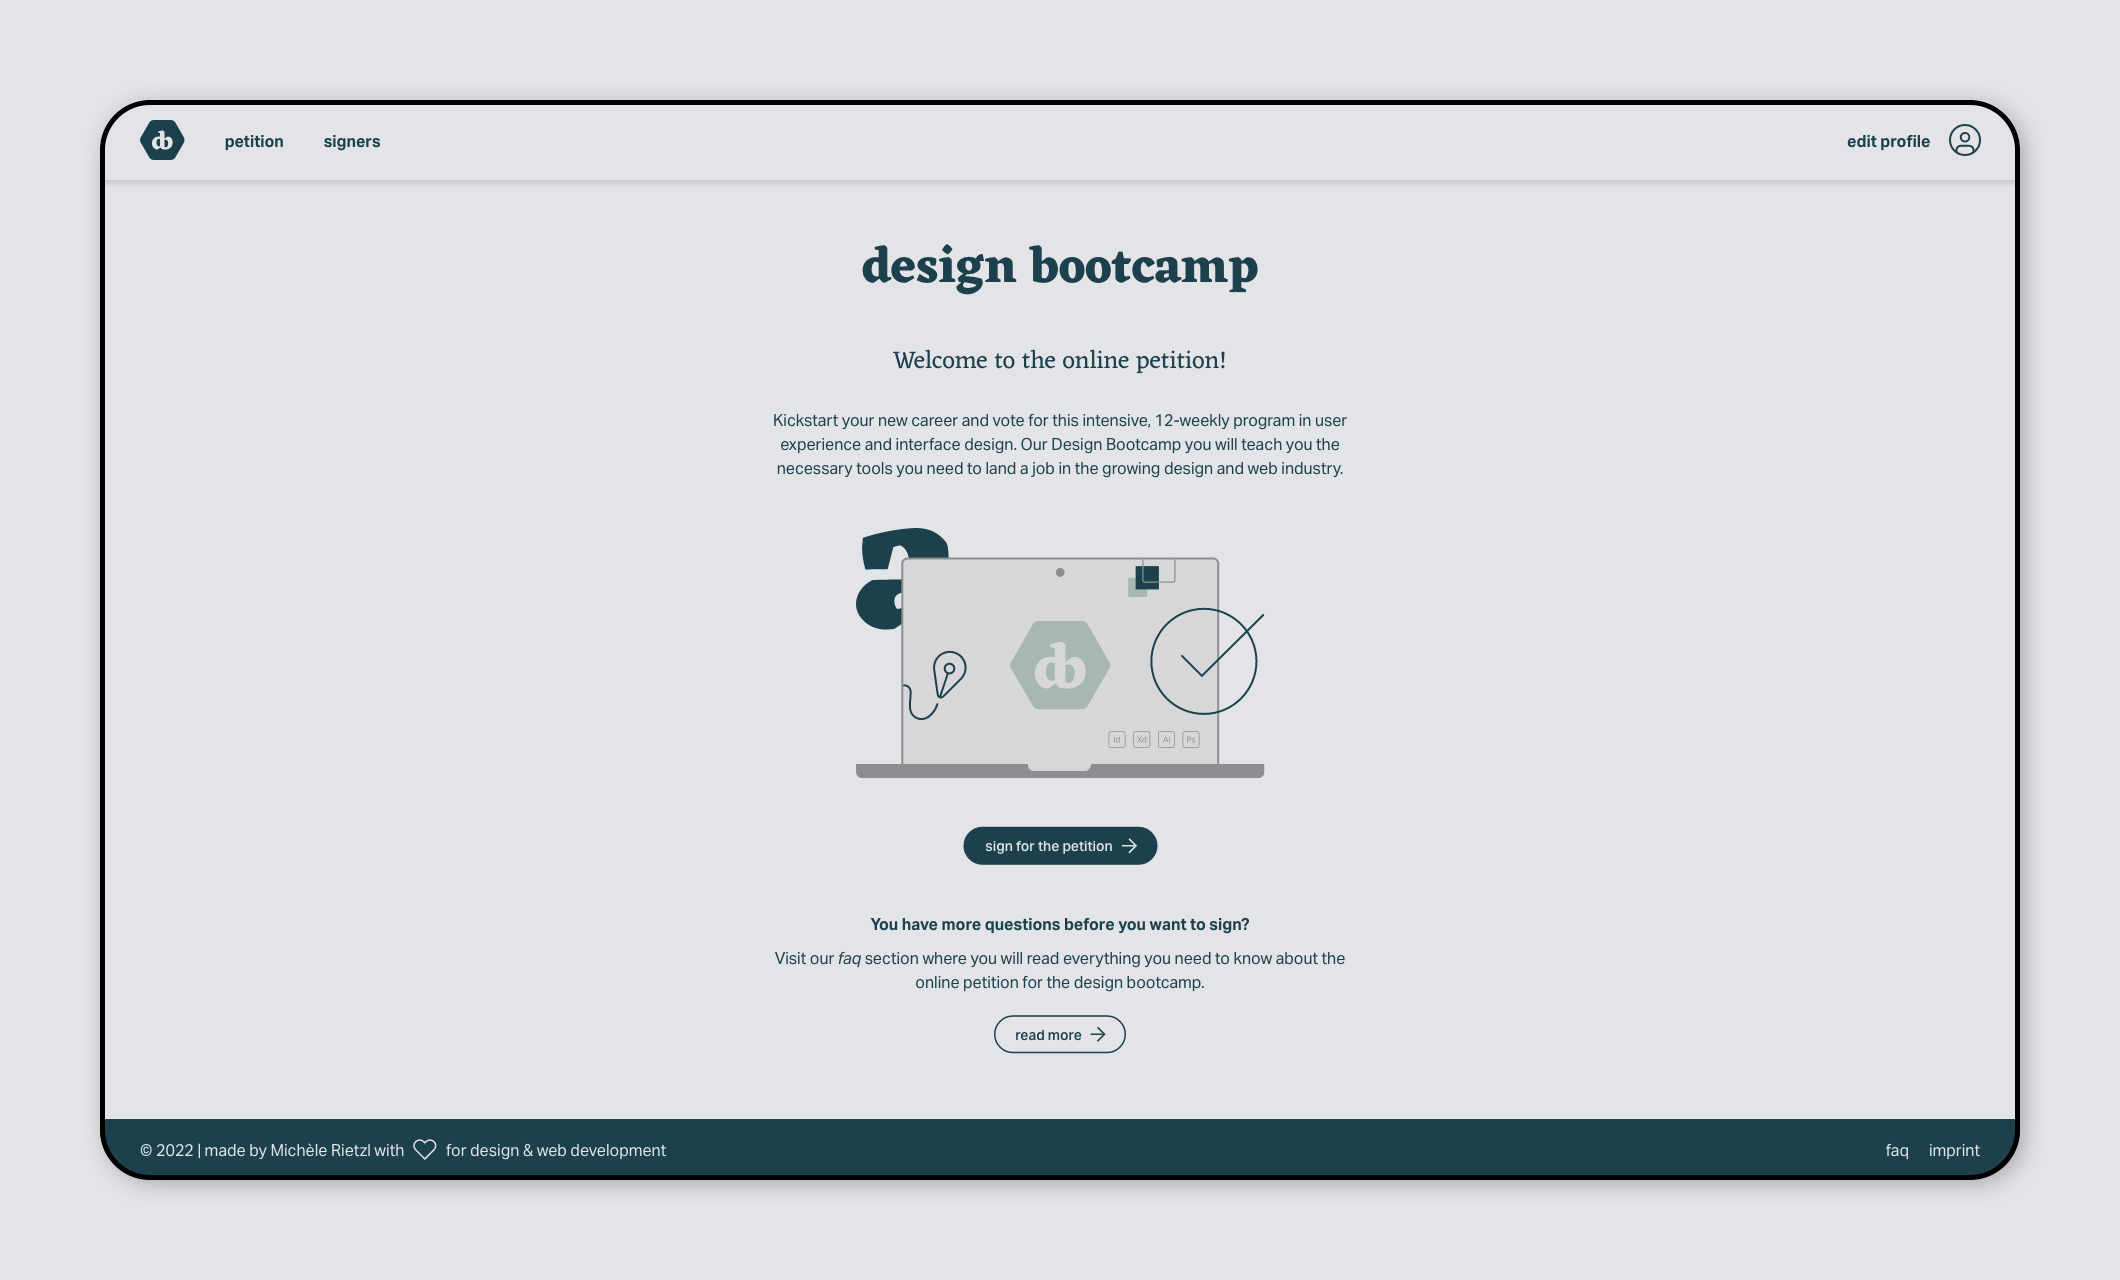 db petition signers edit profile
design bootcamp
Welcome to the online petition!
Kickstart your new career and vote for this intensive, 12-weekly program in user
experience and interface design. Our Design Bootcamp you will teach you the
necessary tools you need to land a job in the growing design and web industry.
a
db
Id Xd Ai Ps
sign for the petition →
You have more questions before you want to sign?
Visit our faq section where you will read everything you need to know about the
online petition for the design bootcamp.
read more →
© 2022 | made by Michèle Rietzl with ♡ for design & web development faq imprint